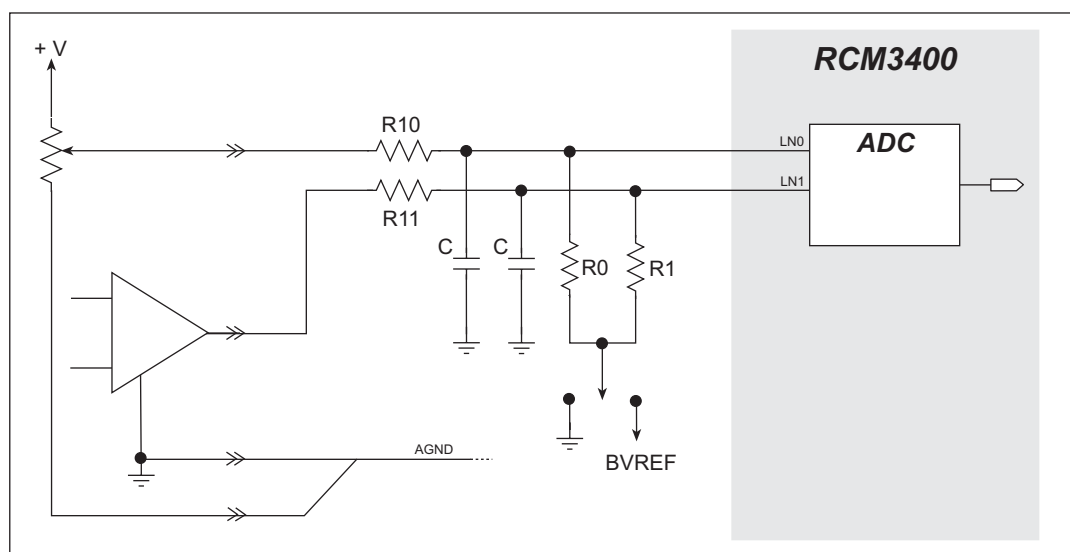 + V
RCM3400
R10
LN0
ADC
LN1
R11
C
C
R0
R1
AGND
BVREF